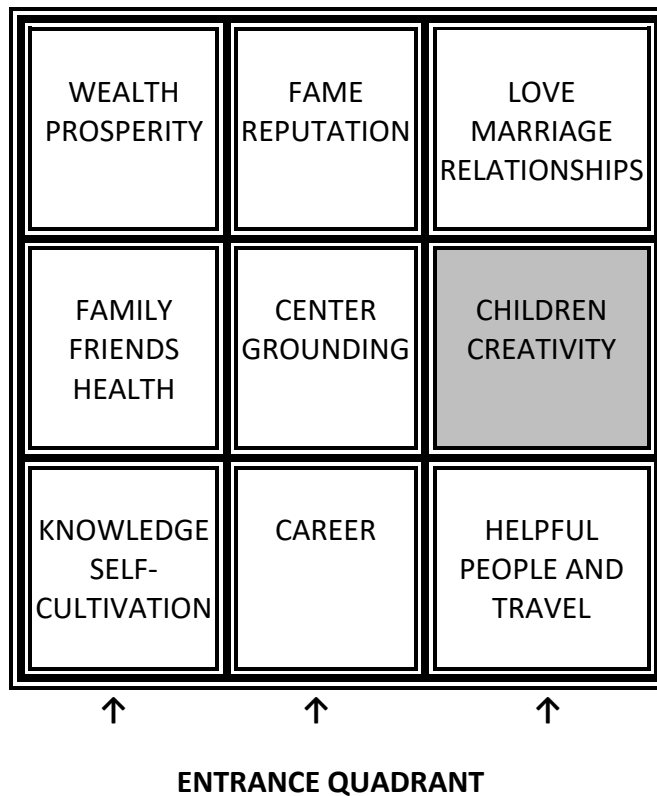 WEALTH
PROSPERITY
FAME
REPUTATION
LOVE
MARRIAGE
RELATIONSHIPS
FAMILY
FRIENDS
HEALTH
CENTER
GROUNDING
CHILDREN
CREATIVITY
KNOWLEDGE
SELF-
CULTIVATION
CAREER
HELPFUL
PEOPLE AND
TRAVEL
↑ ↑ ↑
ENTRANCE QUADRANT